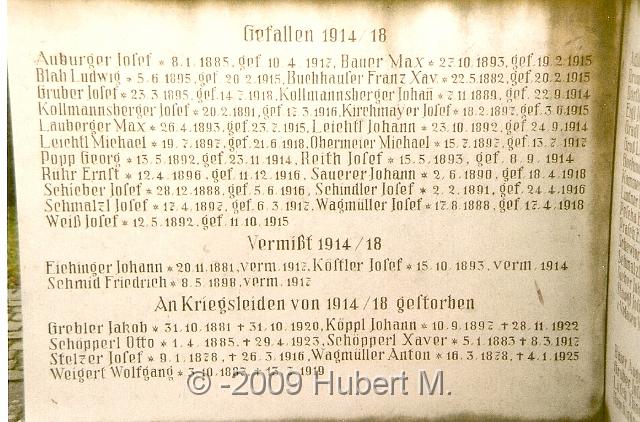 Gefallen 1914/18
Auburger Josef * 8.1.1885, gef. 10.4.1917, Bauer Max * 27.10.1893, gef. 19.2.1915
Blab Ludwig * 5.6.1895, gef. 20.2.1915, Buchhauser Franz Xav. * 22.5.1882, gef. 20.2.1915
Gruber Josef * 23.3.1895, gef. 14.7.1918, Kollmannsberger Johan * 7.11.1889, gef. 22.9.1914
Kollmannsberger Josef * 20.2.1891, gef. 17.3.1916, Kirchmayer Josef * 18.2.1897, gef. 3.6.1915
Lauberger Max * 26.4.1893, gef. 23.7.1915, Leichtl Johann * 23.10.1892, gef. 24.9.1914
Leichtl Michael * 19.7.1897, gef. 21.6.1918, Obermeier Michael * 15.7.1897, gef. 13.7.1917
Popp Georg * 13.5.1892, gef. 23.11.1914, Reith Josef * 15.5.1893, gef. 8.9.1914
Ruhr Ernst * 12.4.1896, gef. 11.12.1916, Sauerer Johann * 2.6.1890, gef. 18.4.1918
Schieber Josef * 28.12.1888, gef. 5.6.1916, Schindler Josef * 2.2.1891, gef. 24.4.1916
Schmalzl * 17.4.1897, gef. 6.3.1917, Wagmüller Josef * 17.8.1888, gef. 17.4.1918
Weiß Josef * 12.5.1892, gef. 11.10.1915
Vermißt 1914/18
Eichinger Johann * 20.11.1881, verm. 1917, Köstler Josef * 15.10.1893, verm. 1914
Schmid Friedrich * 8.5.1898, verm. 1917
An Kriegsleiden von 1914/18 gestorben
Grebler Jakob * 31.10.1881 + 31.10.1920, Köppl Johann * 10.9.1897 + 28.11.1922
Schöpperl Otto * 1.4.1885, + 29.4.1923, Schöpperl Xaver * 5.1.1883 + 8.3.1917
Stelzer Josef * 9.1.1878, + 26.3.1916, Wagmüller Anton * 16.3.1878, + 4.1.1925
Weigert Wolfgang * 3.10.1887 + 13.7.1919
© -2009 Hubert M.